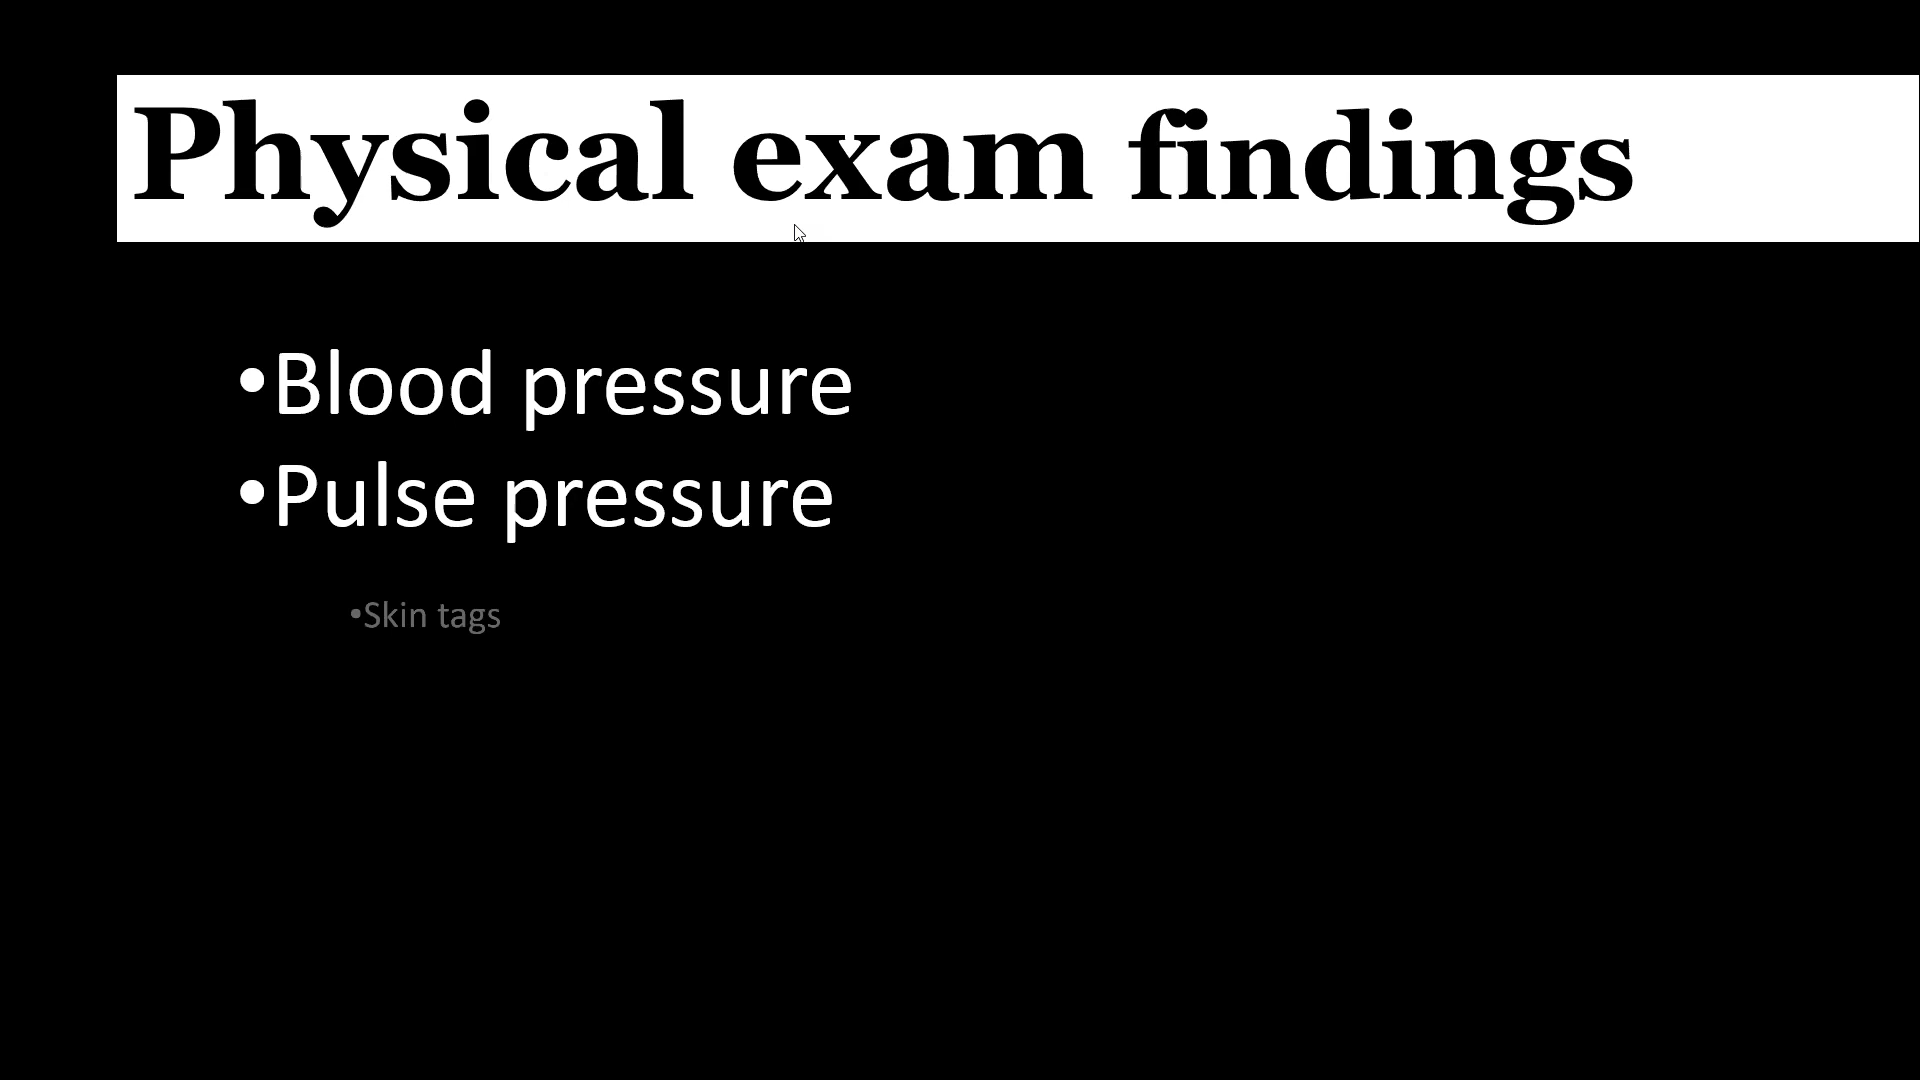 Physical exam findings
•Blood pressure
•Pulse pressure
•Skin tags